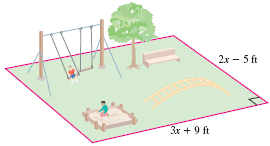 2x − 5 ft
3x + 9 ft